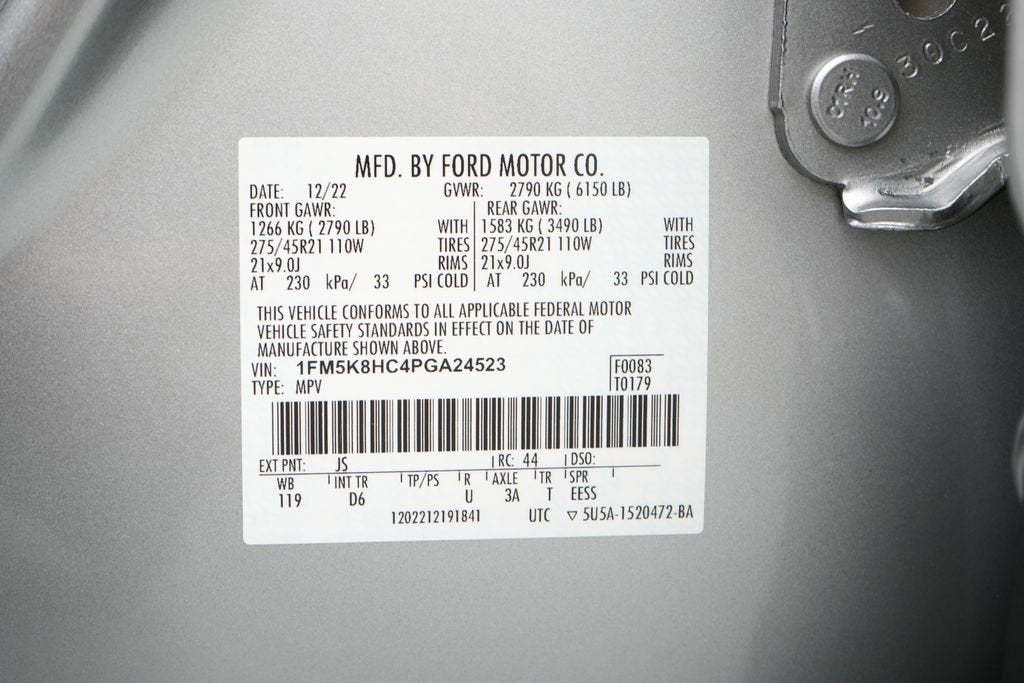 30C2
OTRH
10.9
MFD. BY FORD MOTOR CO.
DATE: 12/22 GVWR: 2790 KG ( 6150 LB)
FRONT GAWR: REAR GAWR:
1266 KG ( 2790 LB) WITH 1583 KG ( 3490 LB) WITH
275/45R21 110W TIRES 275/45R21 110W TIRES
21x9.0J RIMS 21x9.0J RIMS
AT 230 kPa/ 33 PSI COLD AT 230 kPa/ 33 PSI COLD
THIS VEHICLE CONFORMS TO ALL APPLICABLE FEDERAL MOTOR
VEHICLE SAFETY STANDARDS IN EFFECT ON THE DATE OF
MANUFACTURE SHOWN ABOVE.
VIN: 1FM5K8HC4PGA24523 F0083
TYPE: MPV T0179
EXT PNT: JS RC: 44 DSO:
WB INT TR TP/PS R AXLE TR SPR
119 D6 U 3A T EESS
1202212191841 UTC ▽ 5U5A-1520472-BA